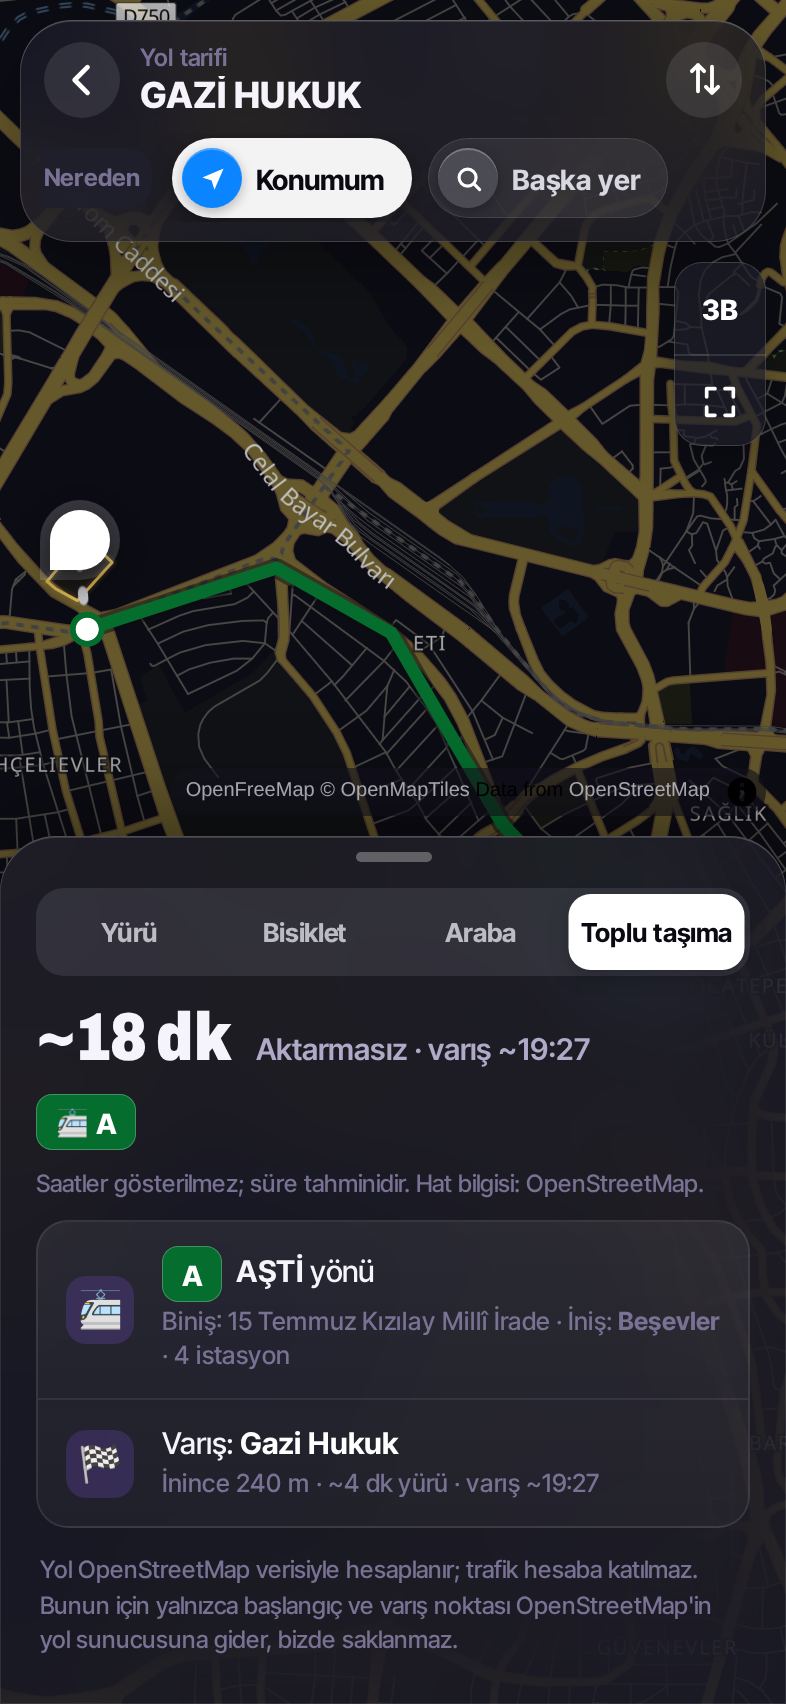 D750
Yol tarifi
GAZİ HUKUK
Nereden
Konumum
Başka yer
Caddesi
3B
Celal Bayar Bulvarı
ETI
HÇELIEVLER
OpenFreeMap © OpenMapTiles Data from OpenStreetMap
SAĞLIK
Yürü
Bisiklet
Araba
Toplu taşıma
~18 dk Aktarmasız · varış ~19:27
A
Saatler gösterilmez; süre tahminidir. Hat bilgisi: OpenStreetMap.
A AŞTİ yönü
Biniş: 15 Temmuz Kızılay Millî İrade · İniş: Beşevler
· 4 istasyon
BAR
Varış: Gazi Hukuk
İnince 240 m · ~4 dk yürü · varış ~19:27
Yol OpenStreetMap verisiyle hesaplanır; trafik hesaba katılmaz.
Bunun için yalnızca başlangıç ve varış noktası OpenStreetMap'in
yol sunucusuna gider, bizde saklanmaz.
GÜVENEVLER